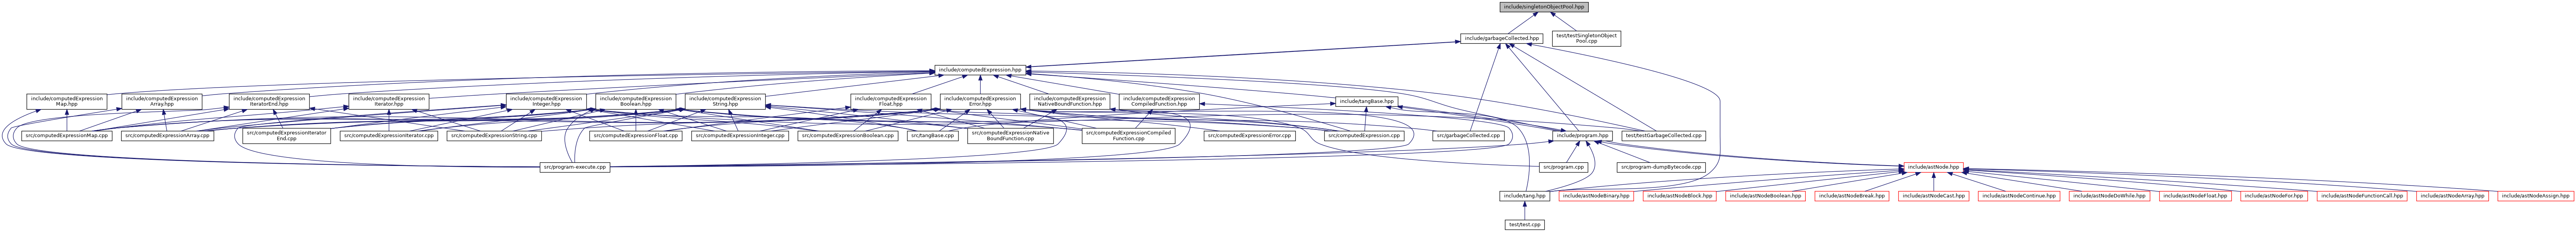 include/singletonObjectPool.hpp
include/garbageCollected.hpp
test/testSingletonObject
Pool.cpp
include/computedExpression.hpp
include/computedExpression
Map.hpp
include/computedExpression
Array.hpp
include/computedExpression
IteratorEnd.hpp
include/computedExpression
Iterator.hpp
include/computedExpression
Integer.hpp
include/computedExpression
Boolean.hpp
include/computedExpression
String.hpp
include/computedExpression
Float.hpp
include/computedExpression
Error.hpp
include/computedExpression
NativeBoundFunction.hpp
include/computedExpression
CompiledFunction.hpp
include/tangBase.hpp
src/computedExpressionMap.cpp
src/computedExpressionArray.cpp
src/computedExpressionIterator
End.cpp
src/computedExpressionIterator.cpp
src/computedExpressionString.cpp
src/computedExpressionFloat.cpp
src/computedExpressionInteger.cpp
src/computedExpressionBoolean.cpp
src/tangBase.cpp
src/computedExpressionNative
BoundFunction.cpp
src/computedExpressionCompiled
Function.cpp
src/computedExpressionError.cpp
src/computedExpression.cpp
src/garbageCollected.cpp
include/program.hpp
test/testGarbageCollected.cpp
src/program-execute.cpp
src/program.cpp
src/program-dumpBytecode.cpp
include/astNode.hpp
include/tang.hpp
include/astNodeBinary.hpp
include/astNodeBlock.hpp
include/astNodeBoolean.hpp
include/astNodeBreak.hpp
include/astNodeCast.hpp
include/astNodeContinue.hpp
include/astNodeDoWhile.hpp
include/astNodeFloat.hpp
include/astNodeFor.hpp
include/astNodeFunctionCall.hpp
include/astNodeArray.hpp
include/astNodeAssign.hpp
test/test.cpp